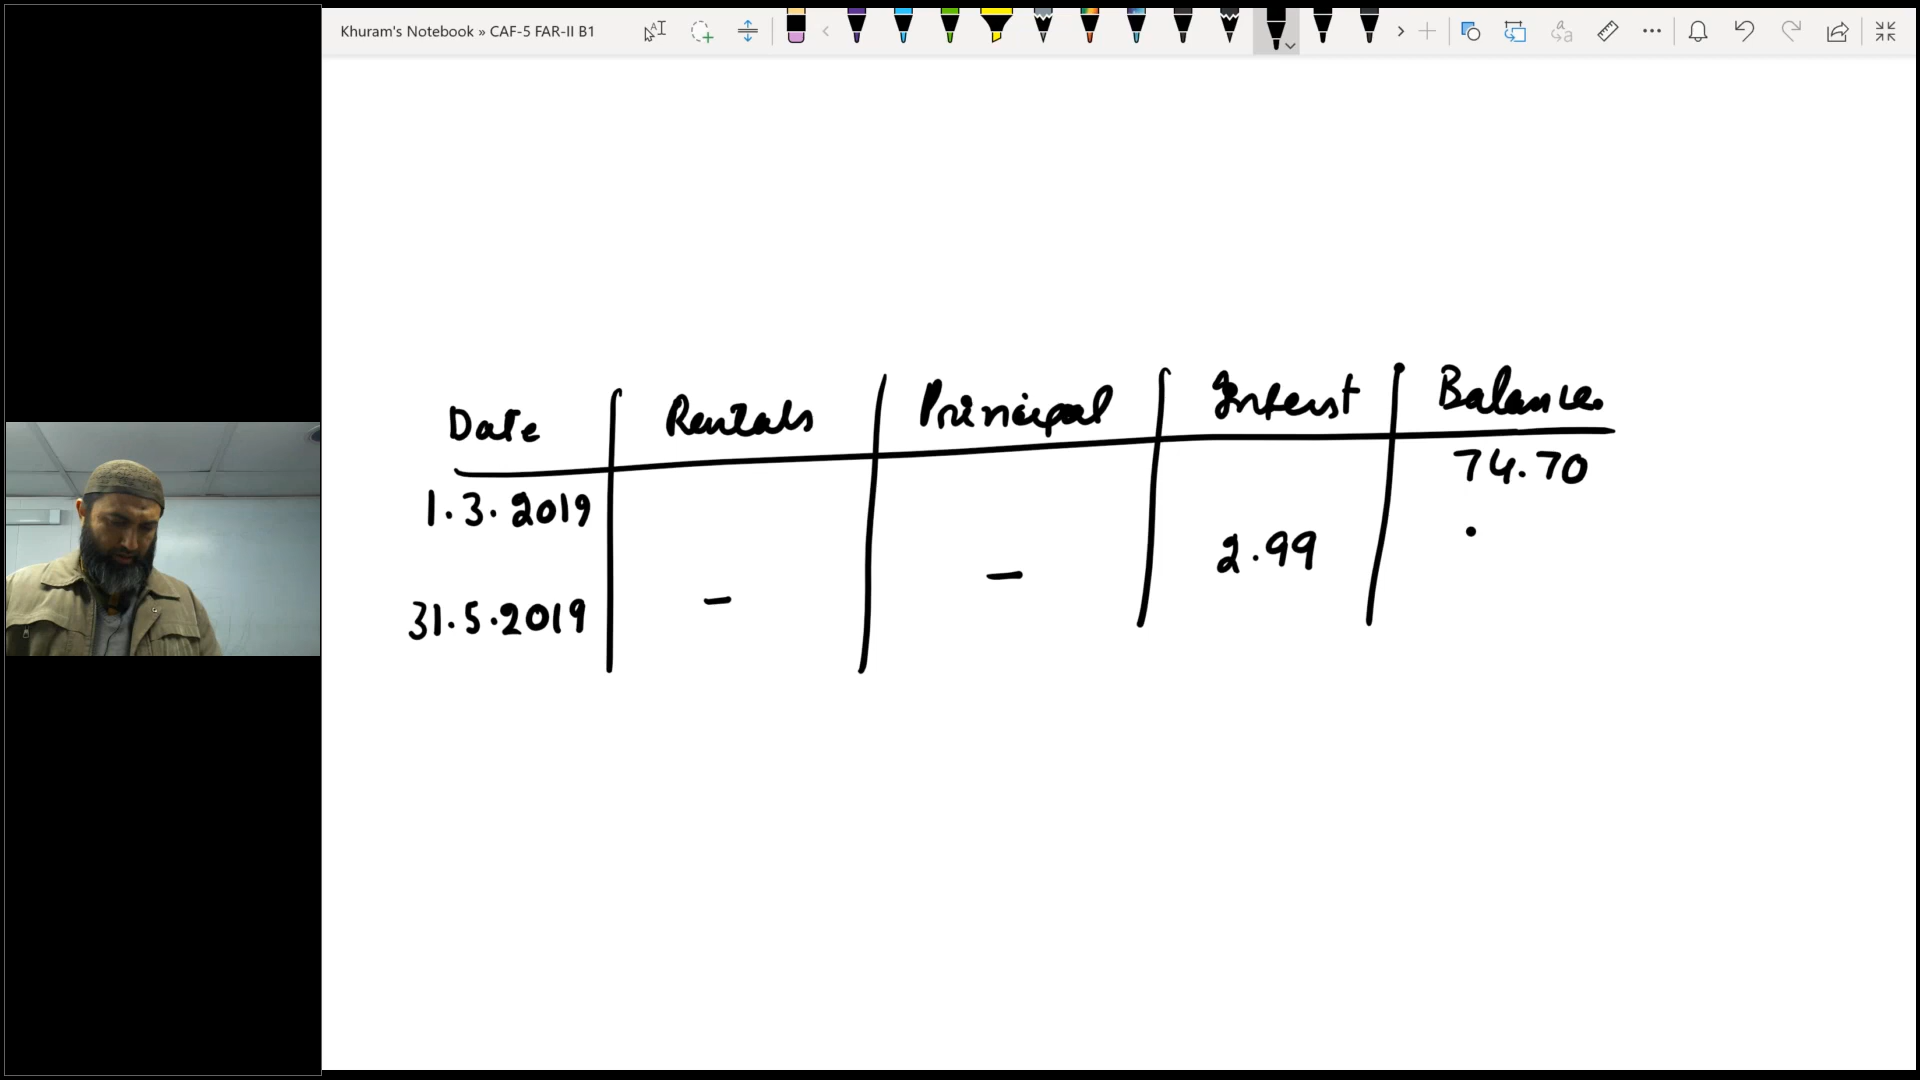 Khuram's Notebook » CAF-5 FAR-II B1
Date Rentals Principal Interst Balance
1.3.2019 74.70
31.5.2019 - - 2.99